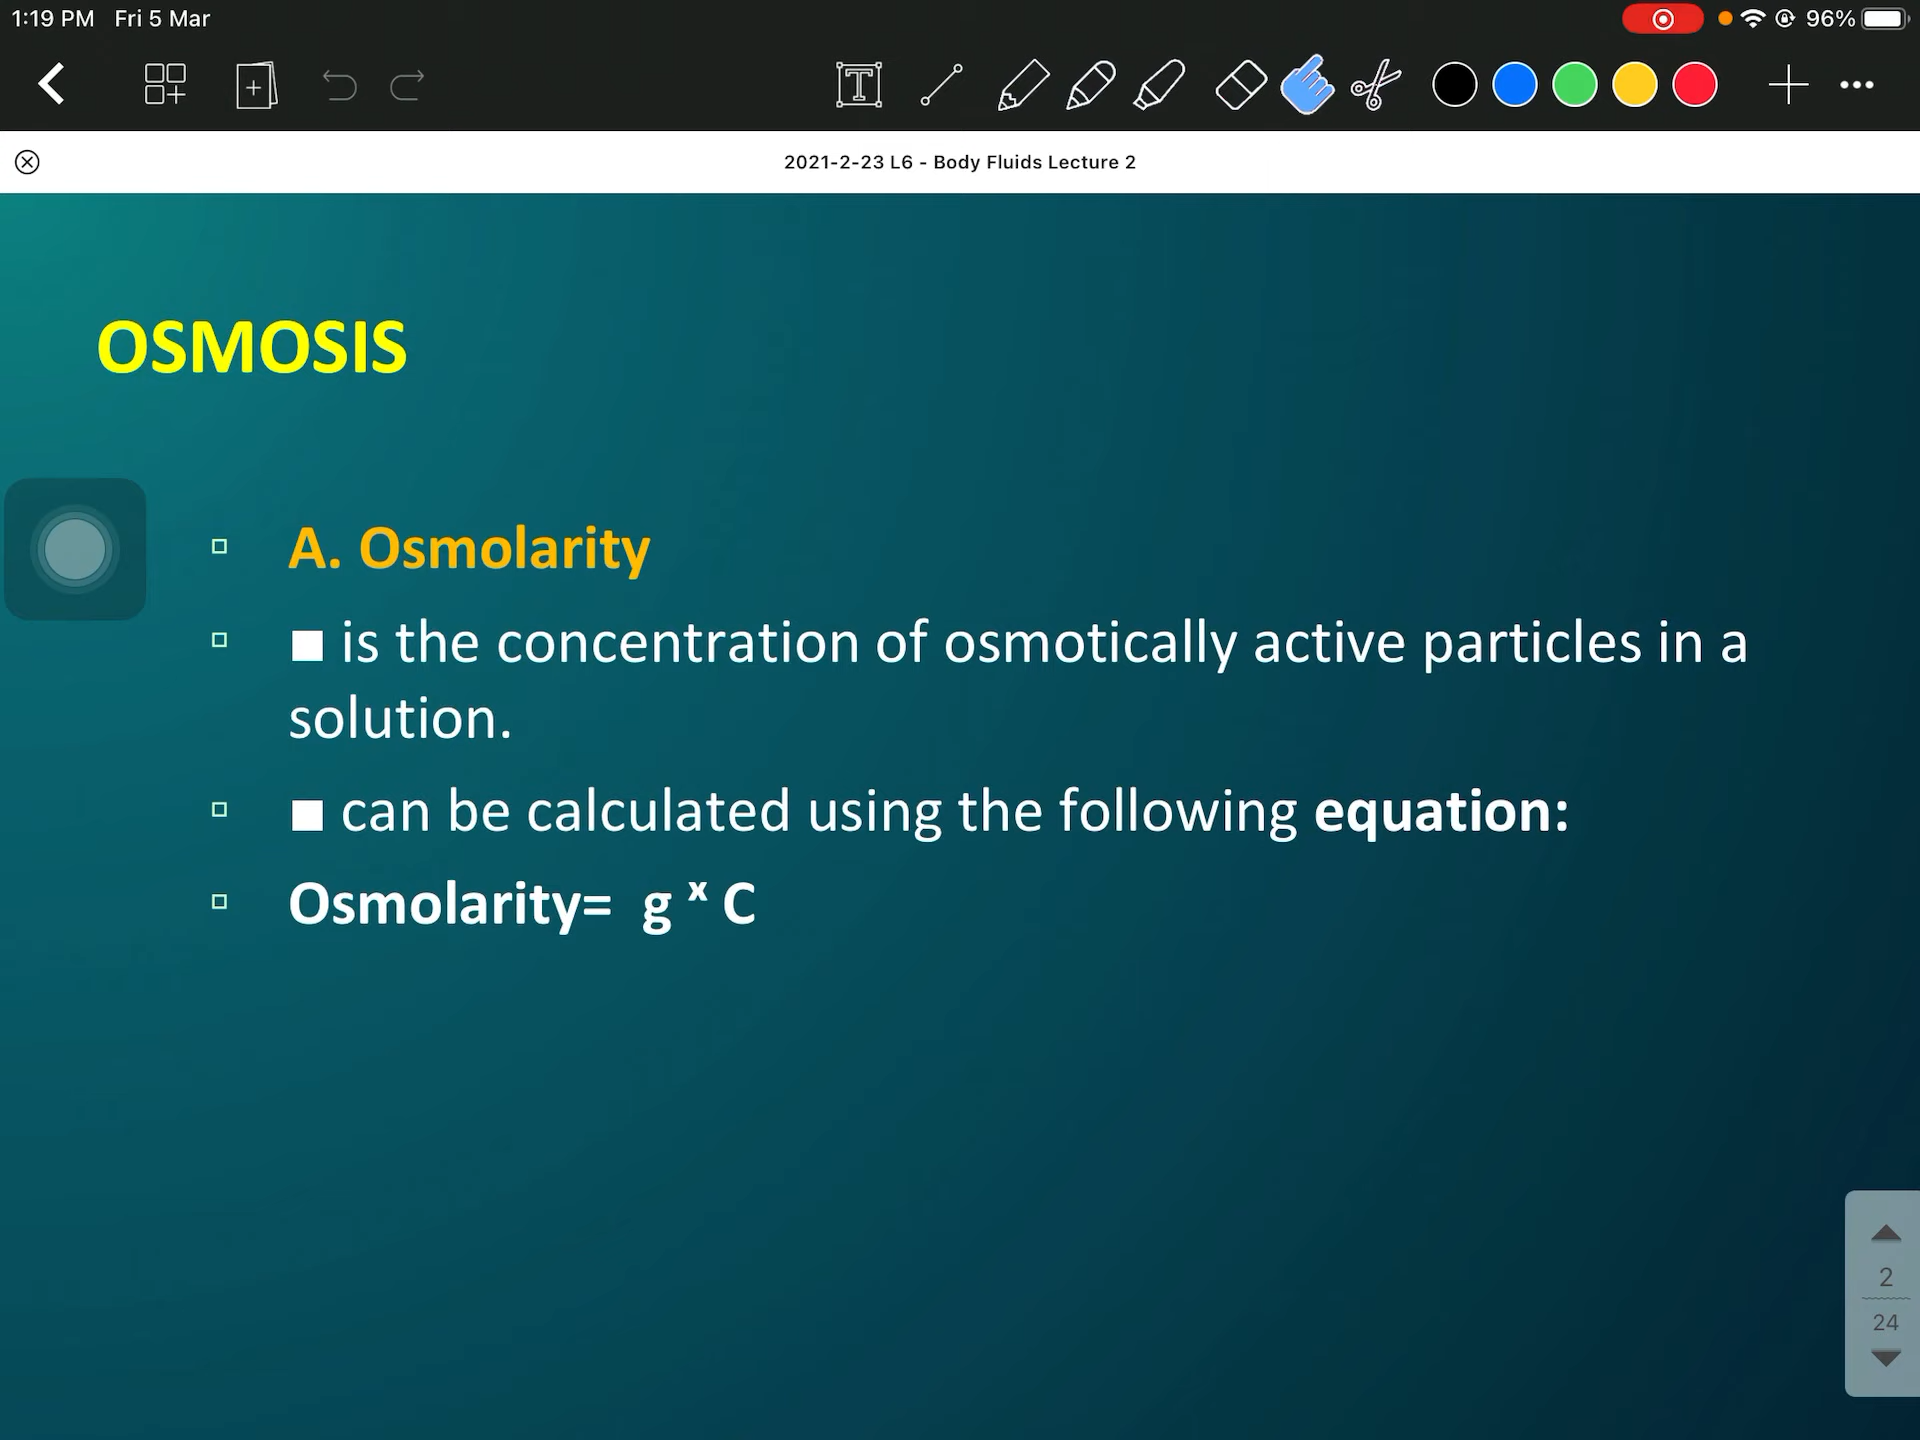 1:19 PM Fri 5 Mar
96%
2021-2-23 L6 - Body Fluids Lecture 2
OSMOSIS
A. Osmolarity
■ is the concentration of osmotically active particles in a
solution.
■ can be calculated using the following equation:
Osmolarity= g ˣ C
2
24